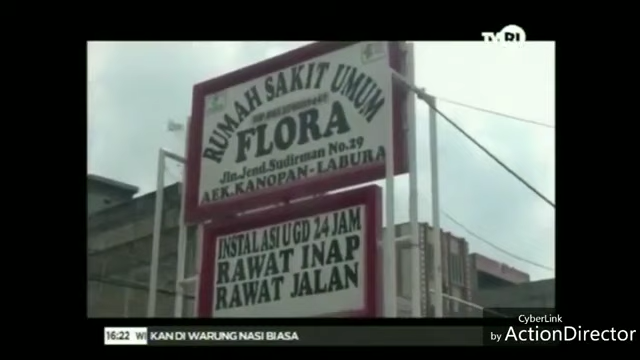 TVRI
RUMAH SAKIT UMUM
FLORA
Jln.Jend.Sudirman No.29
AEK.KANOPAN-LABURA
INSTALASI UGD 24 JAM
RAWAT INAP
RAWAT JALAN
16:22 WI KAN DI WARUNG NASI BIASA
CyberLink
by ActionDirector